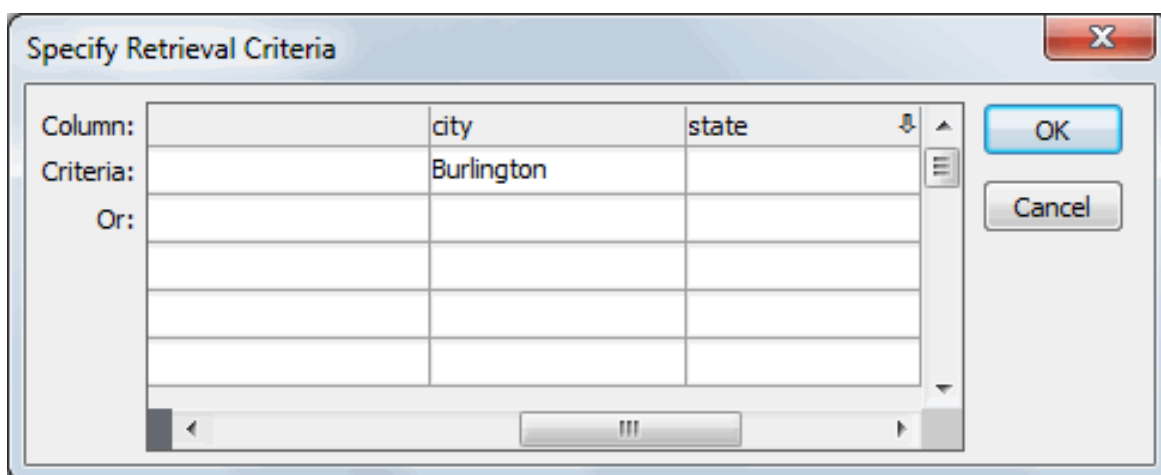 Specify Retrieval Criteria
Column: city state OK
Criteria: Burlington
Or: Cancel